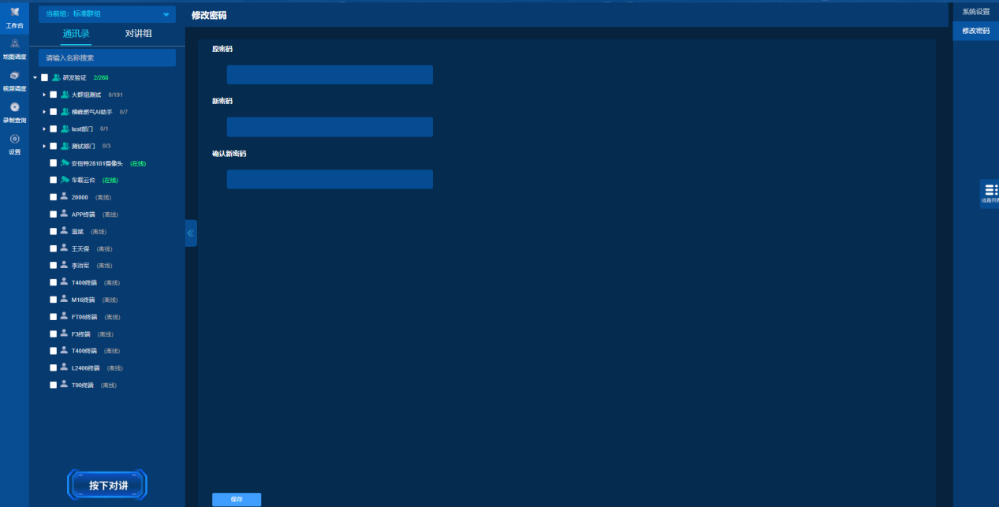 工作台
地图调度
视频调度
录制查询
设置
当前组：标准群组
通讯录 对讲组
请输入名称搜索
研发验证 2/288
大群组测试 0/191
横峰燃气AI助手 0/7
test部门 0/1
测试部门 0/3
安倍特28181摄像头 (在线)
车载云台 (在线)
20000 (离线)
APP终端 (离线)
温斌 (离线)
王天保 (离线)
李治军 (离线)
T400终端 (离线)
M16终端 (离线)
FT06终端 (离线)
F3终端 (离线)
T400终端 (离线)
L2406终端 (离线)
T90终端 (离线)
按下对讲
修改密码
原密码
新密码
确认新密码
保存
系统设置
修改密码
线路列表